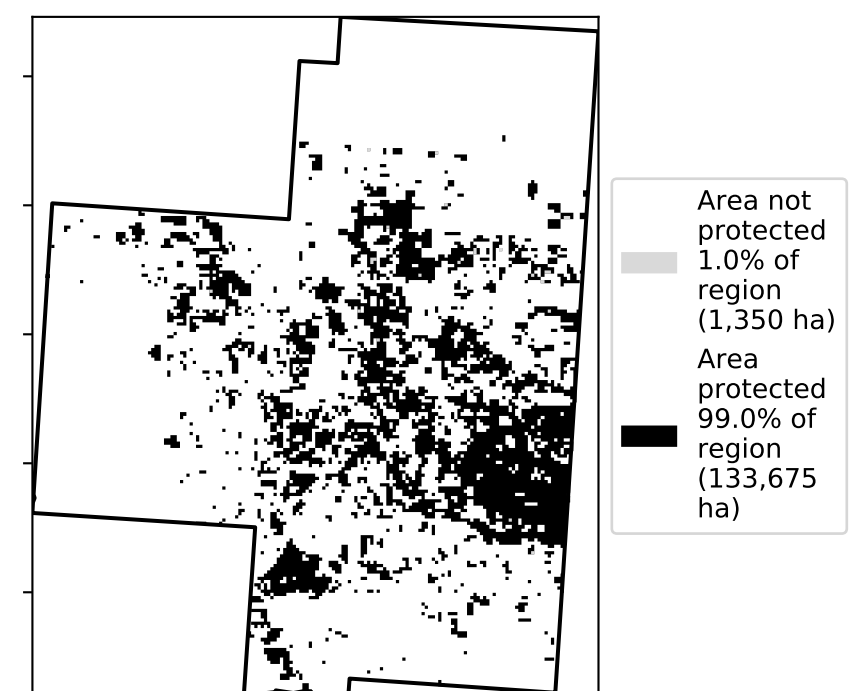 Area not
protected
1.0% of
region
(1,350 ha)
Area
protected
99.0% of
region
(133,675
ha)